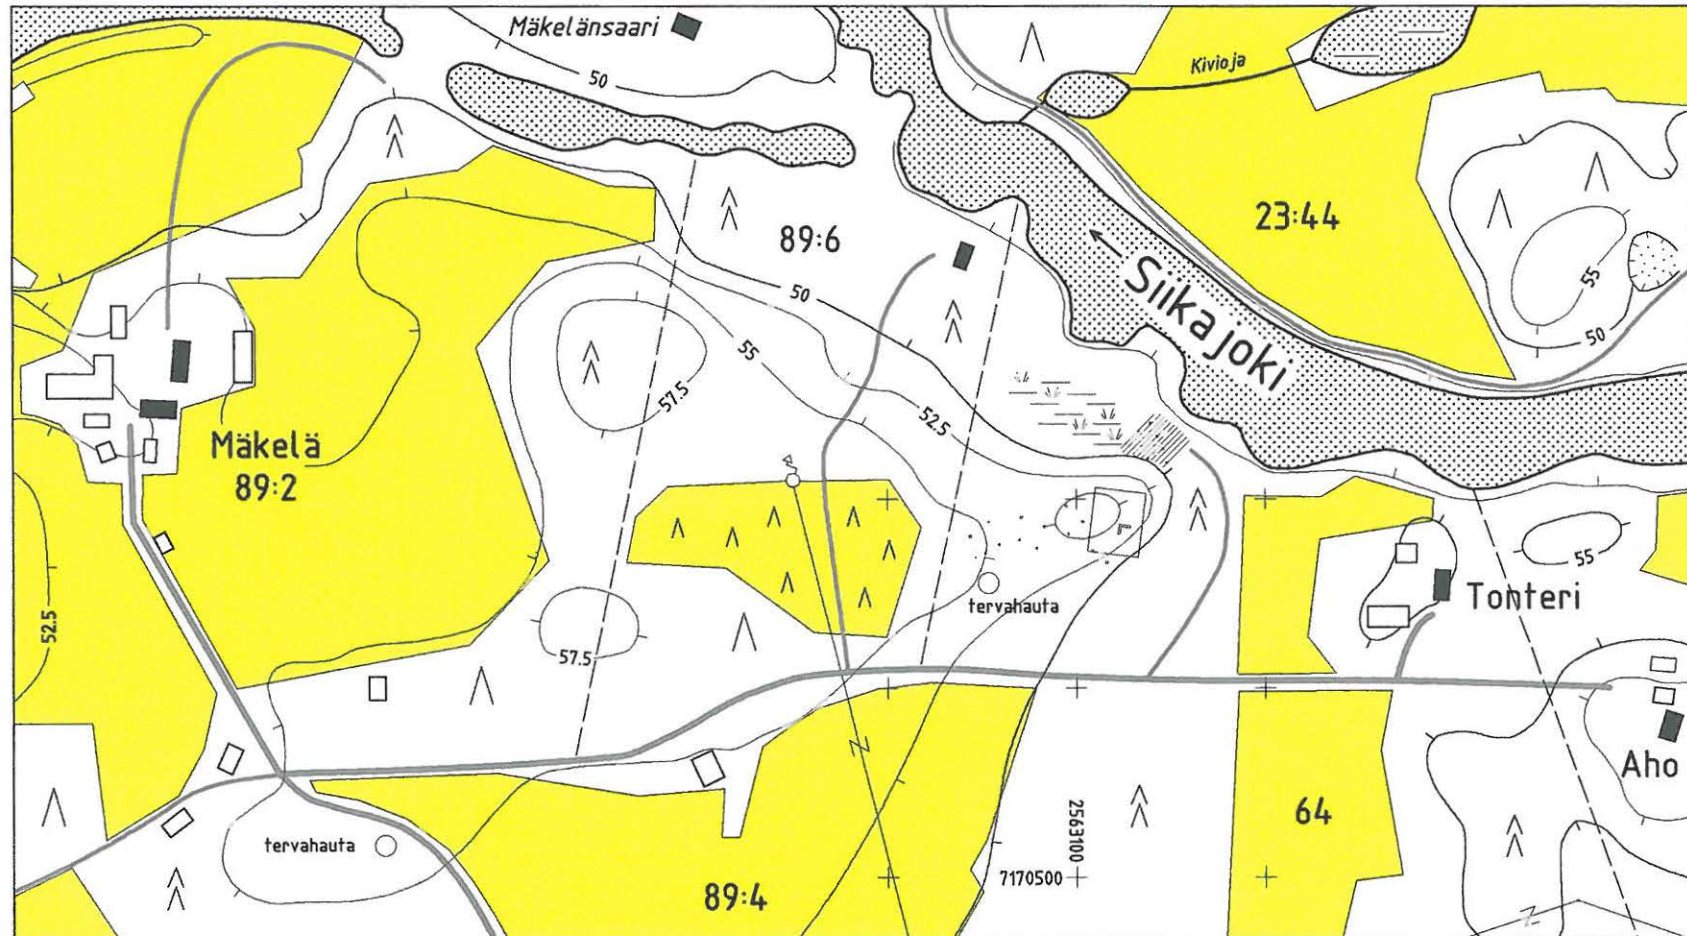 Mäkelänsaari
50
Kivioja
23:44
89:6
55
50
50
Siikajoki
55
57.5
52.5
Mäkelä
89:2
55
tervahauta
Tonteri
52.5
57.5
Aho
64
2563100
7170500
tervahauta
89:4